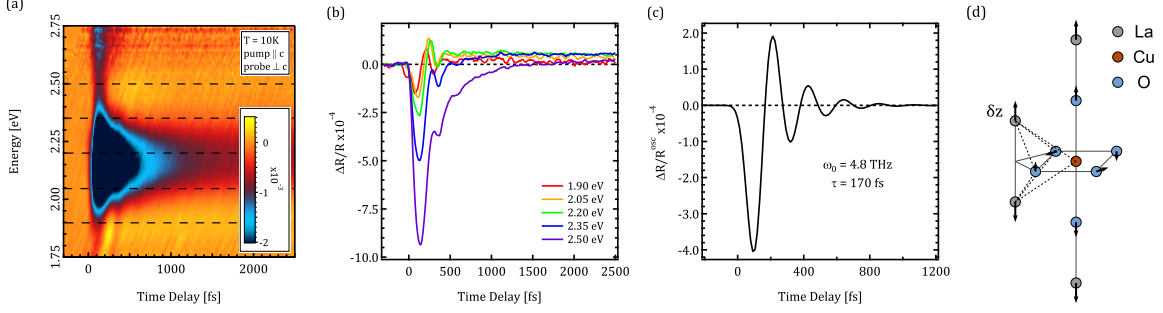 (a)
2.75
2.50
2.25
2.00
1.75
Energy [eV]
0
1000
2000
Time Delay [fs]
T = 10K
pump ∥ c
probe ⊥ c
0
-1
-2
x10⁻³
(b)
0.0
-2.5
-5.0
-7.5
-10.0
ΔR/R x10⁻⁴
0
500
1000
1500
2000
2500
Time Delay [fs]
1.90 eV
2.05 eV
2.20 eV
2.35 eV
2.50 eV
(c)
2.0
1.0
0.0
-1.0
-2.0
-3.0
-4.0
ΔR/Rᵒˢᶜ x10⁻⁴
0
400
800
1200
Time Delay [fs]
ω₀ = 4.8 THz
τ = 170 fs
(d)
La
Cu
O
δz